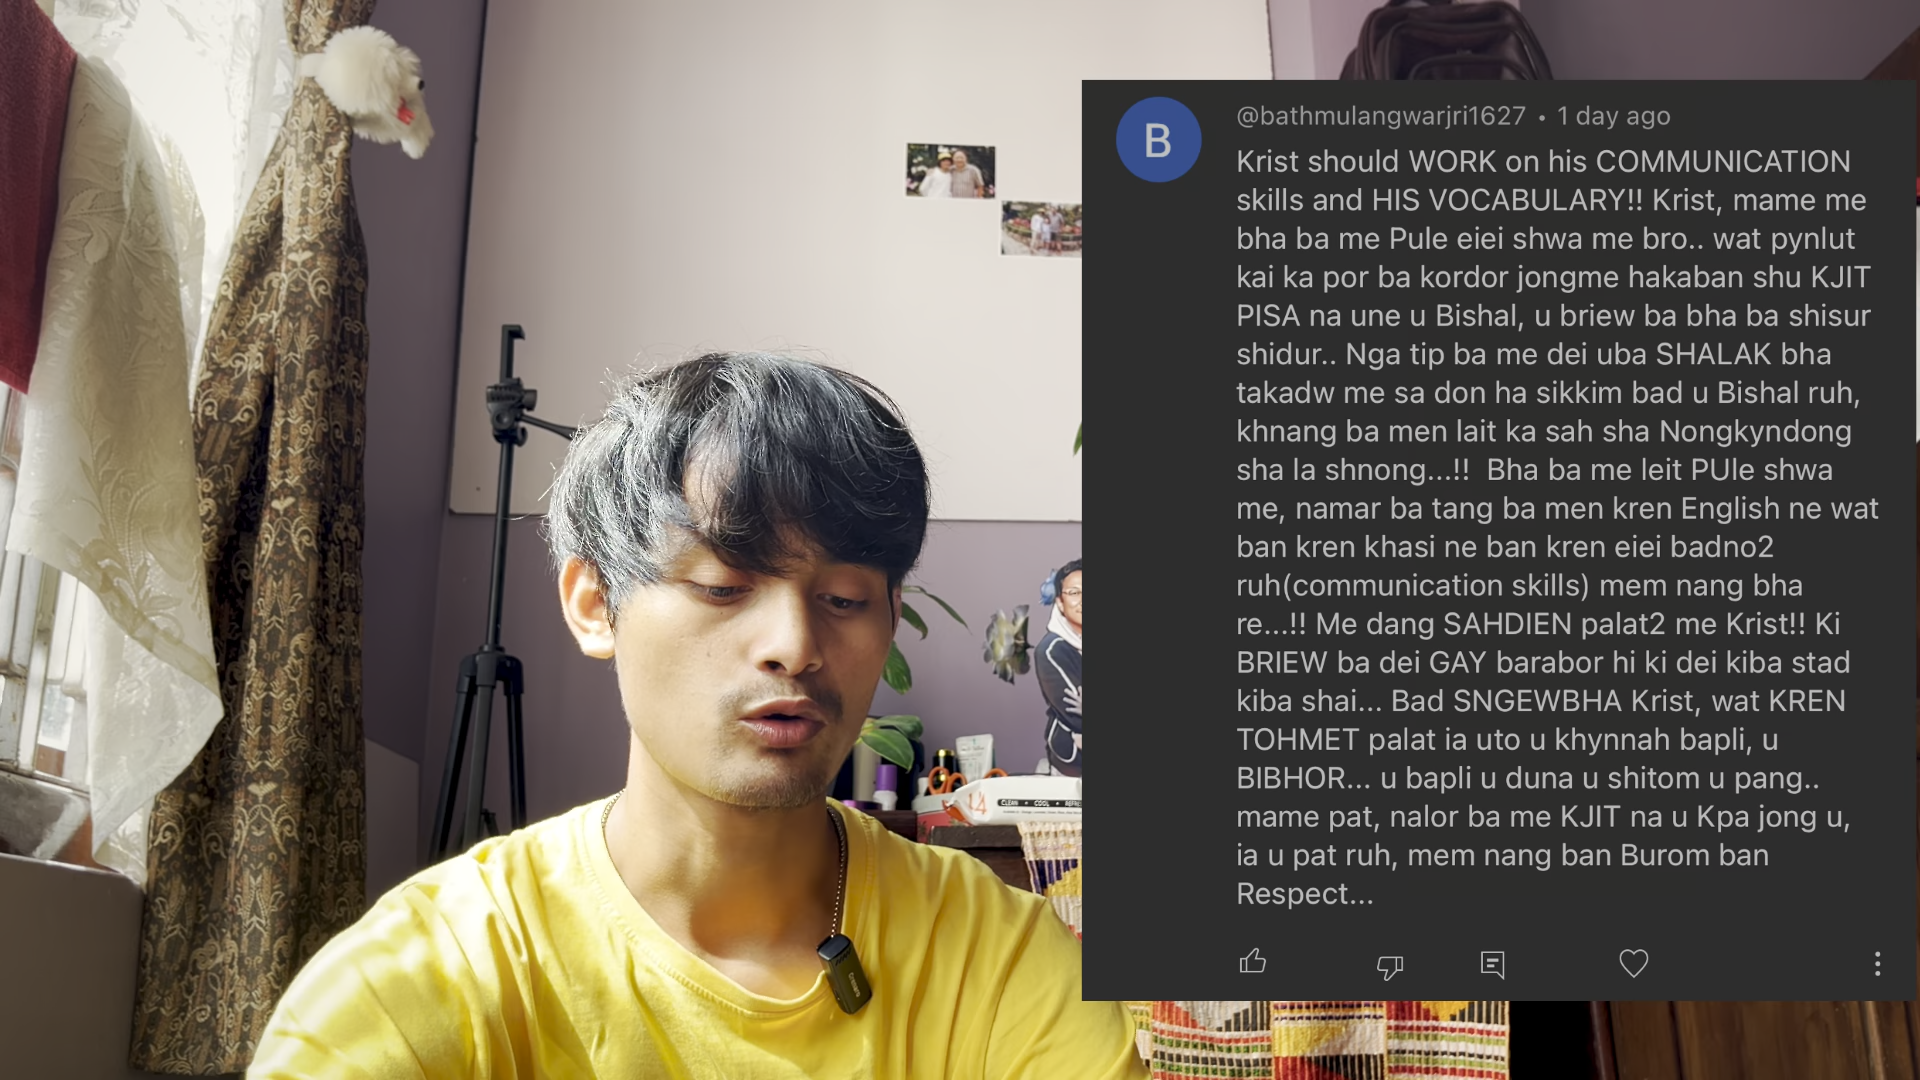 B
@bathmulangwarjri1627 • 1 day ago
Krist should WORK on his COMMUNICATION
skills and HIS VOCABULARY!! Krist, mame me
bha ba me Pule eiei shwa me bro.. wat pynlut
kai ka por ba kordor jongme hakaban shu KJIT
PISA na une u Bishal, u briew ba bha ba shisur
shidur.. Nga tip ba me dei uba SHALAK bha
takadw me sa don ha sikkim bad u Bishal ruh,
khnang ba men lait ka sah sha Nongkyndong
sha la shnong...!!  Bha ba me leit PUle shwa
me, namar ba tang ba men kren English ne wat
ban kren khasi ne ban kren eiei badno2
ruh(communication skills) mem nang bha
re...!! Me dang SAHDIEN palat2 me Krist!! Ki
BRIEW ba dei GAY barabor hi ki dei kiba stad
kiba shai... Bad SNGEWBHA Krist, wat KREN
TOHMET palat ia uto u khynnah bapli, u
BIBHOR... u bapli u duna u shitom u pang..
mame pat, nalor ba me KJIT na u Kpa jong u,
ia u pat ruh, mem nang ban Burom ban
Respect...
CLEAN • COOL • REFRE